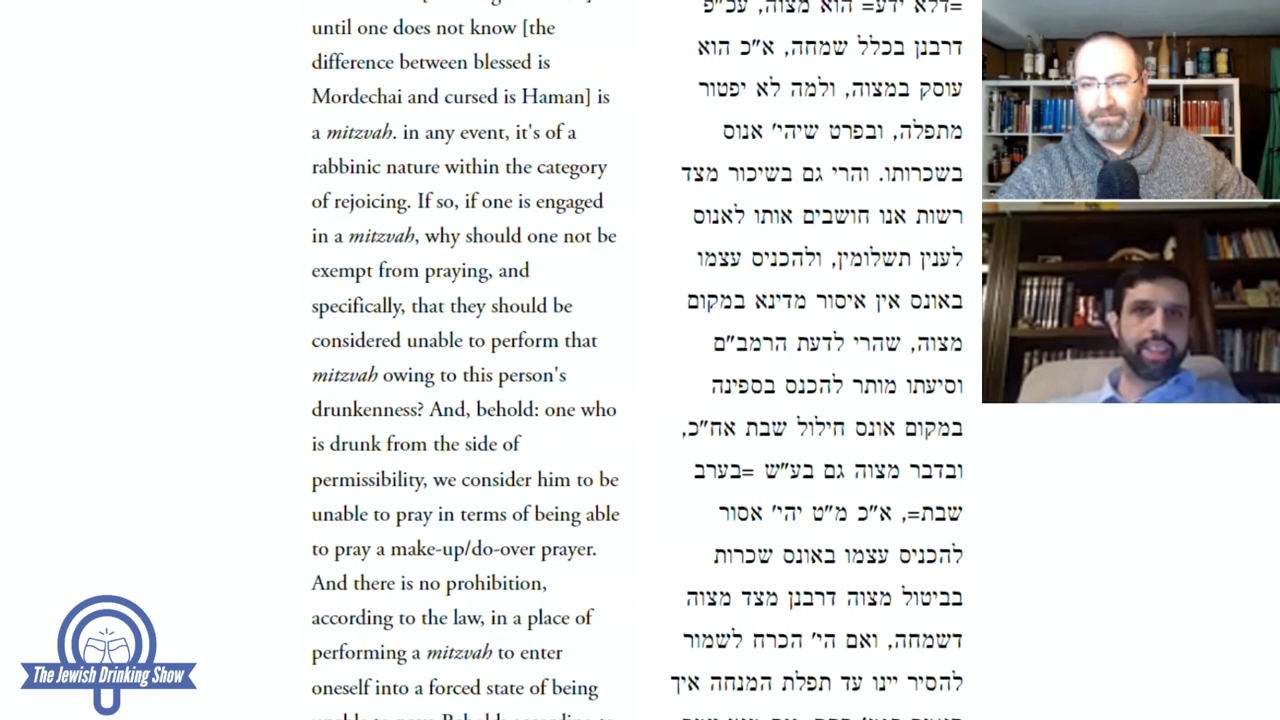 until one does not know [the
difference between blessed is
Mordechai and cursed is Haman] is
a mitzvah. in any event, it's of a
rabbinic nature within the category
of rejoicing. If so, if one is engaged
in a mitzvah, why should one not be
exempt from praying, and
specifically, that they should be
considered unable to perform that
mitzvah owing to this person's
drunkenness? And, behold: one who
is drunk from the side of
permissibility, we consider him to be
unable to pray in terms of being able
to pray a make-up/do-over prayer.
And there is no prohibition,
according to the law, in a place of
performing a mitzvah to enter
oneself into a forced state of being
=דלא ידע= הוא מצוה, עכ"פ
דרבנן בכלל שמחה, א"כ הוא
עוסק במצוה, ולמה לא יפטור
מתפלה, ובפרט שיהי' אנוס
בשכרותו. והרי גם בשיכור מצד
רשות אנו חושבים אותו לאנוס
לענין תשלומין, ולהכניס עצמו
באונס אין איסור מדינא במקום
מצוה, שהרי לדעת הרמב"ם
וסיעתו מותר להכנס בספינה
במקום אונס חילול שבת אח"כ,
ובדבר מצוה גם בע"ש =בערב
שבת=, א"כ מ"ט יהי' אסור
להכניס עצמו באונס שכרות
בביטול מצוה דרבנן מצד מצוה
דשמחה, ואם הי' הכרח לשמור
להסיר יינו עד תפלת המנחה איך
The Jewish Drinking Show